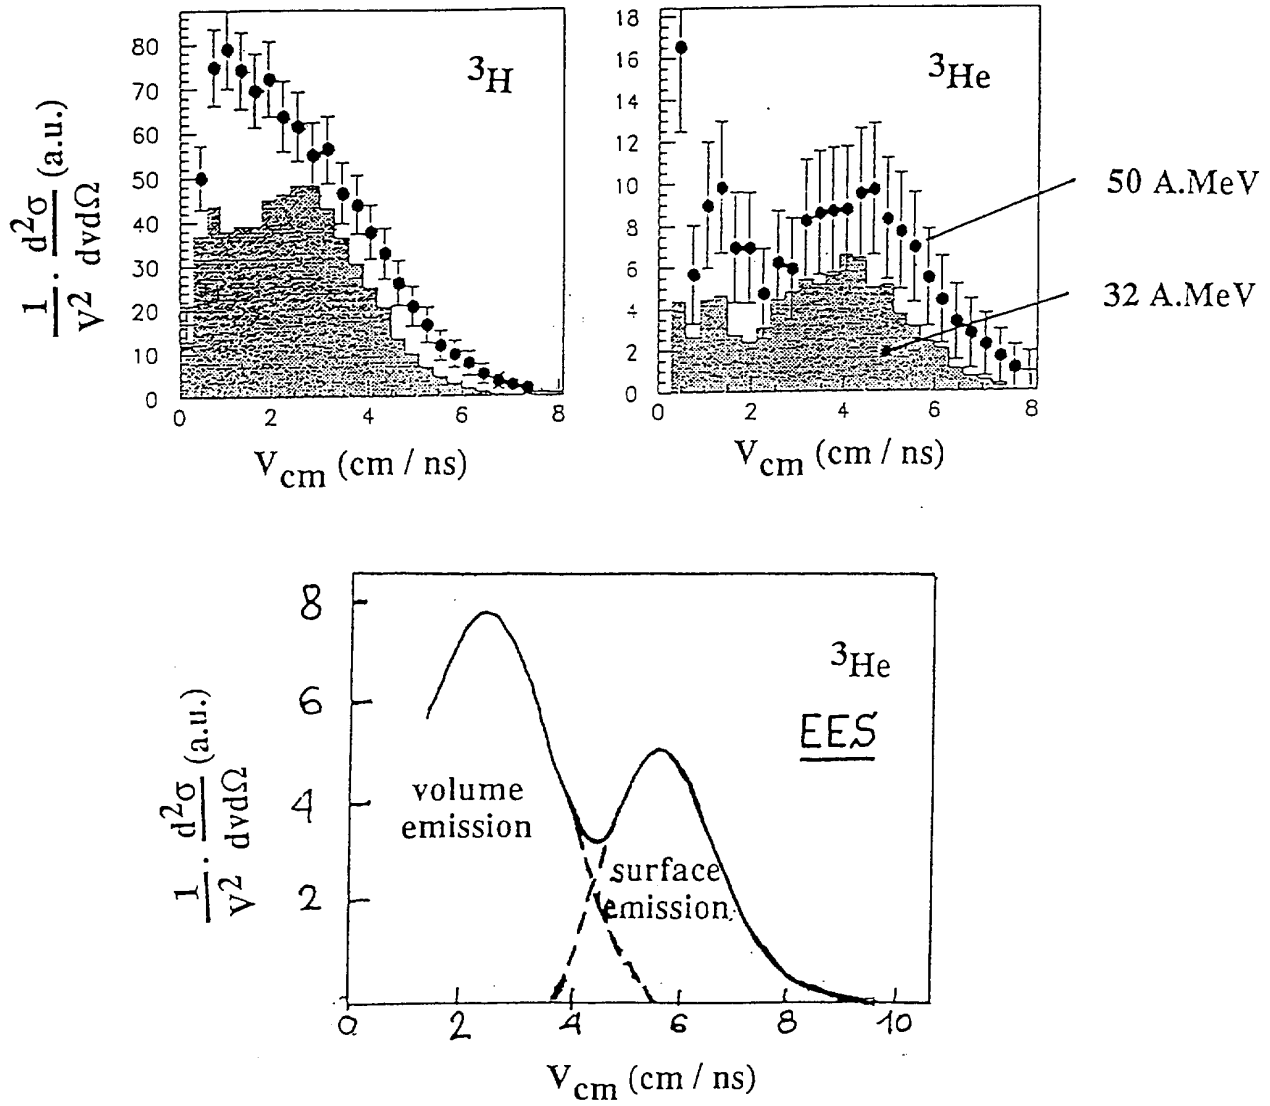 80
70
60
50
40
30
20
10
0
0 2 4 6 8
³H
1/V² · d²σ/dvdΩ (a.u.)
V_cm (cm / ns)
18
16
14
12
10
8
6
4
2
0
0 2 4 6 8
³He
50 A.MeV
32 A.MeV
V_cm (cm / ns)
8
6
4
2
0 2 4 6 8 10
³He
EES
volume
emission
surface
emission
1/V² · d²σ/dvdΩ (a.u.)
V_cm (cm / ns)